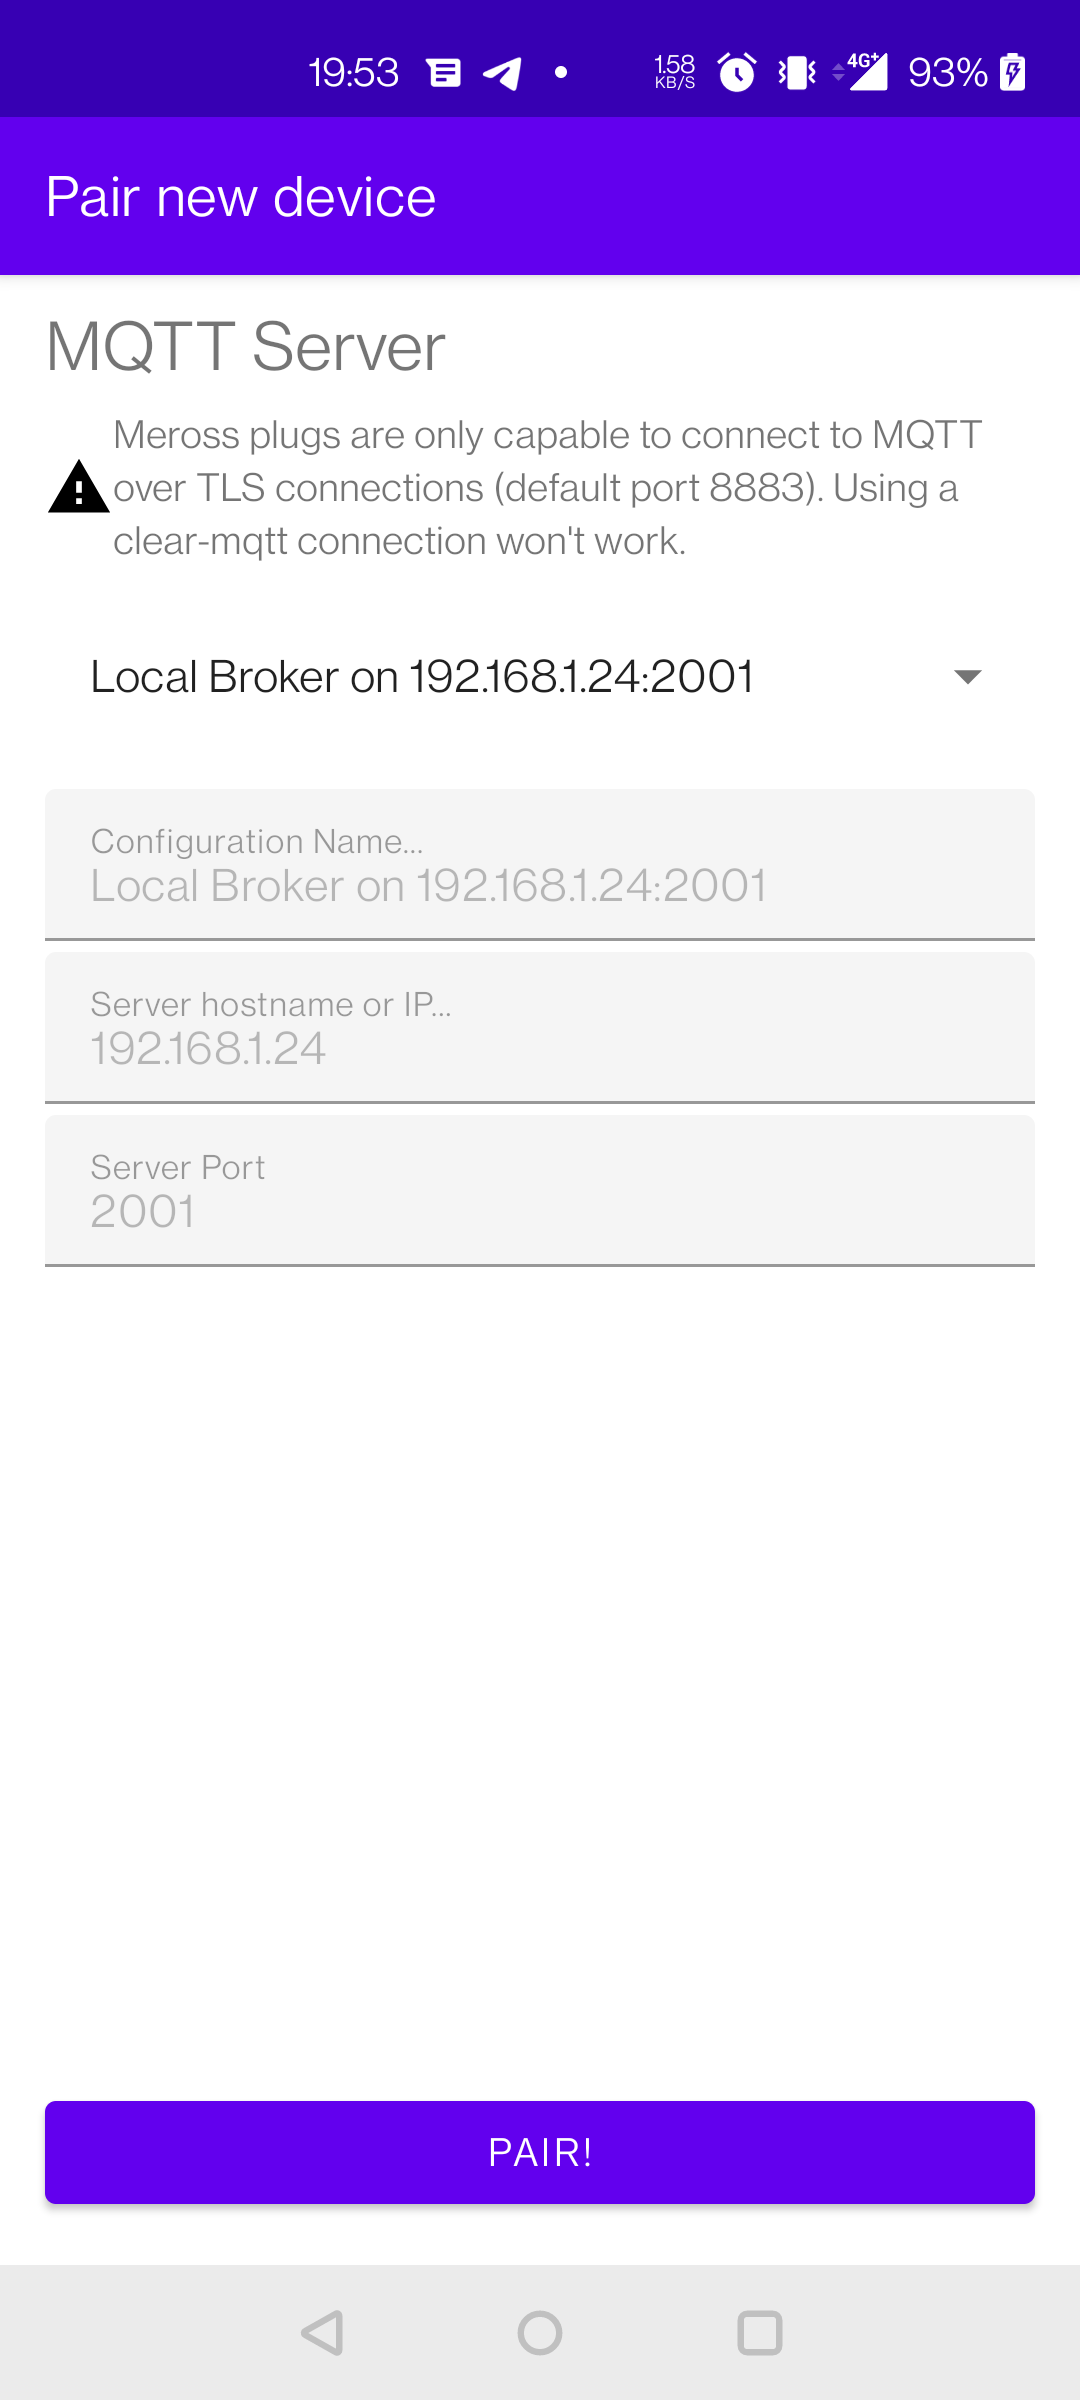 19:53
1.58
KB/S
4G+
93%
Pair new device
MQTT Server
Meross plugs are only capable to connect to MQTT
over TLS connections (default port 8883). Using a
clear-mqtt connection won't work.
Local Broker on 192.168.1.24:2001
Configuration Name...
Local Broker on 192.168.1.24:2001
Server hostname or IP...
192.168.1.24
Server Port
2001
PAIR!